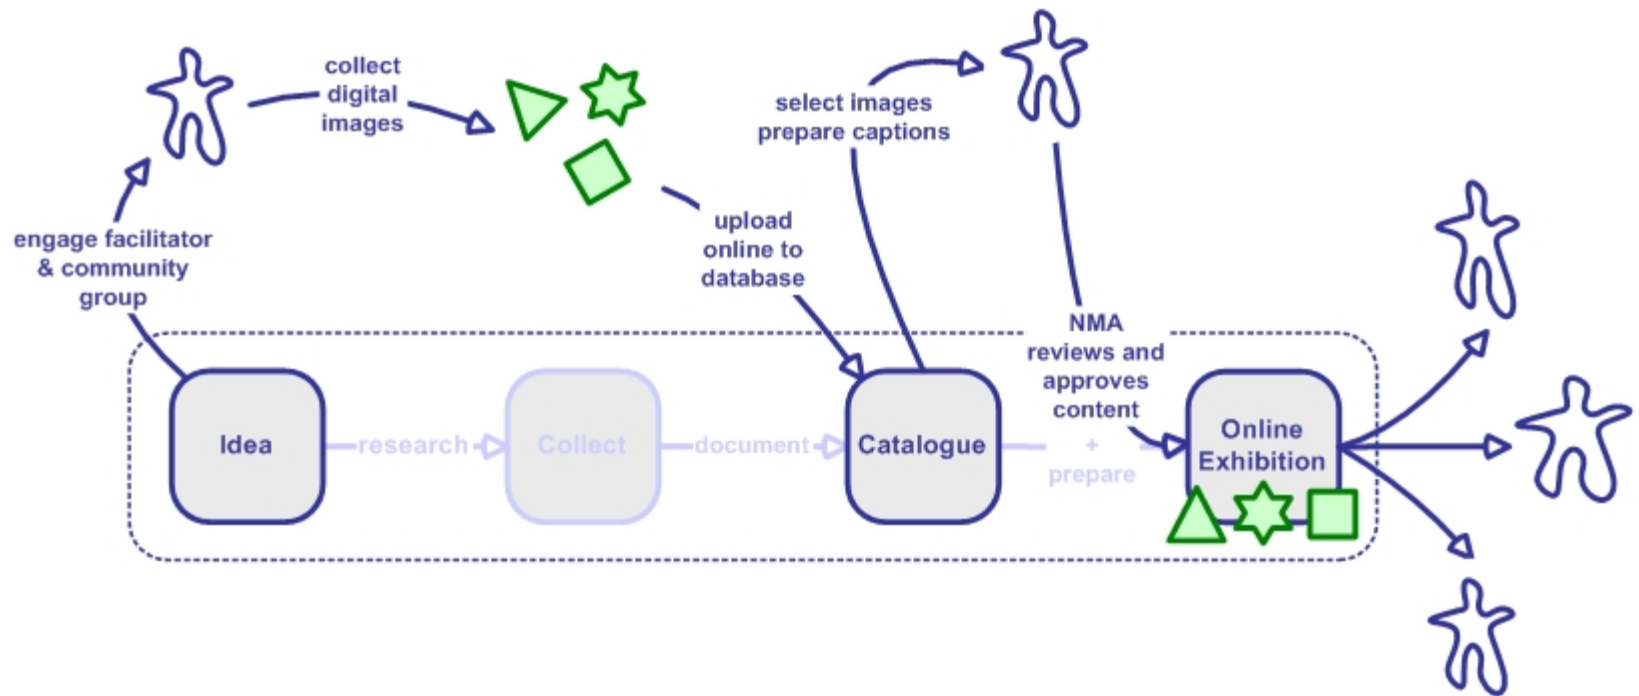 collect
digital
images
select images
prepare captions
engage facilitator
& community
group
upload
online to
database
NMA
reviews and
approves
content
Idea
research
Collect
document
Catalogue
+
prepare
Online
Exhibition